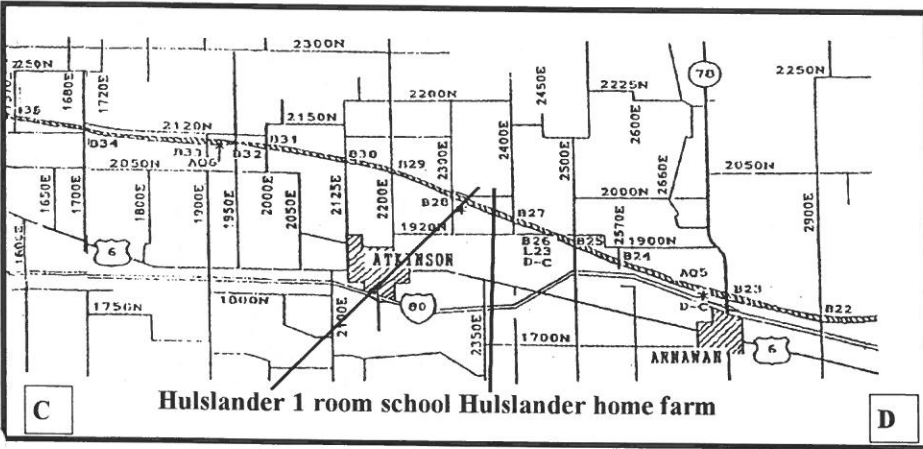 2300N
2250N
250N
1680E
1720E
78
2450E
2225N
2200N
2600E
B35
2120N
2150N
2300E
2400E
B34
B33
A06
B32
B31
B30
B29
2500E
2660E
2050N
2050N
1650E
1700E
1800E
1900E
1950E
2000E
2050E
2125E
2200E
B28
B27
2000N
2900E
1920N
B26
L23
D-C
B25
2570E
1900N
B24
6
ATKINSON
A05
B23
D-C
B22
1750N
1800N
2100E
80
2350E
1700N
ANNAWAN
6
C
Hulslander 1 room school Hulslander home farm
D